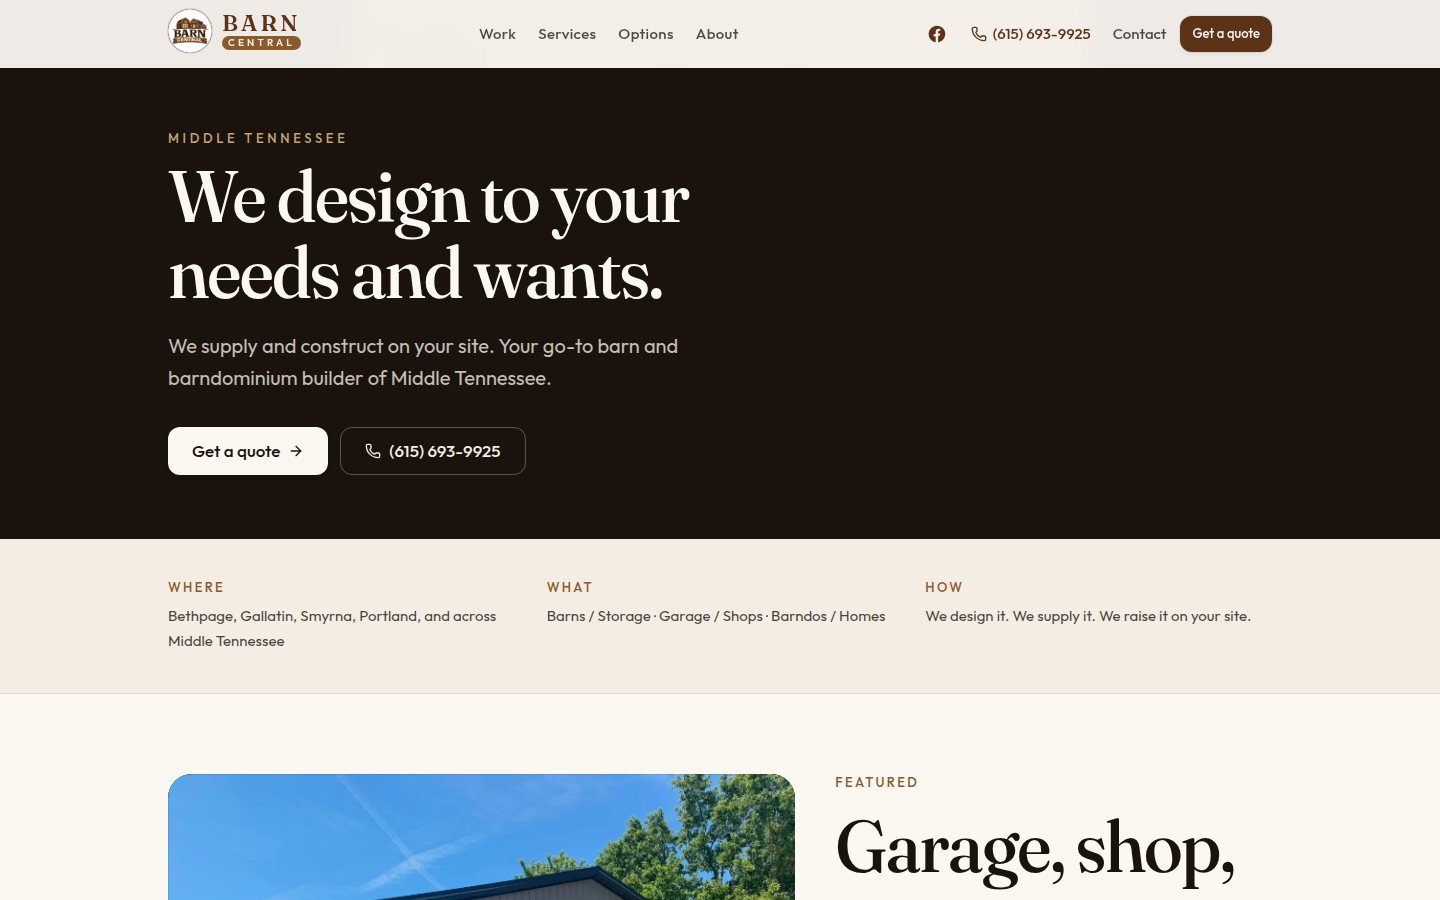 BARN
CENTRAL
BARN
CENTRAL
Work
Services
Options
About
(615) 693-9925
Contact
Get a quote
MIDDLE TENNESSEE
We design to your
needs and wants.
We supply and construct on your site. Your go-to barn and
barndominium builder of Middle Tennessee.
Get a quote →
(615) 693-9925
WHERE
Bethpage, Gallatin, Smyrna, Portland, and across
Middle Tennessee
WHAT
Barns / Storage · Garage / Shops · Barndos / Homes
HOW
We design it. We supply it. We raise it on your site.
FEATURED
Garage, shop,